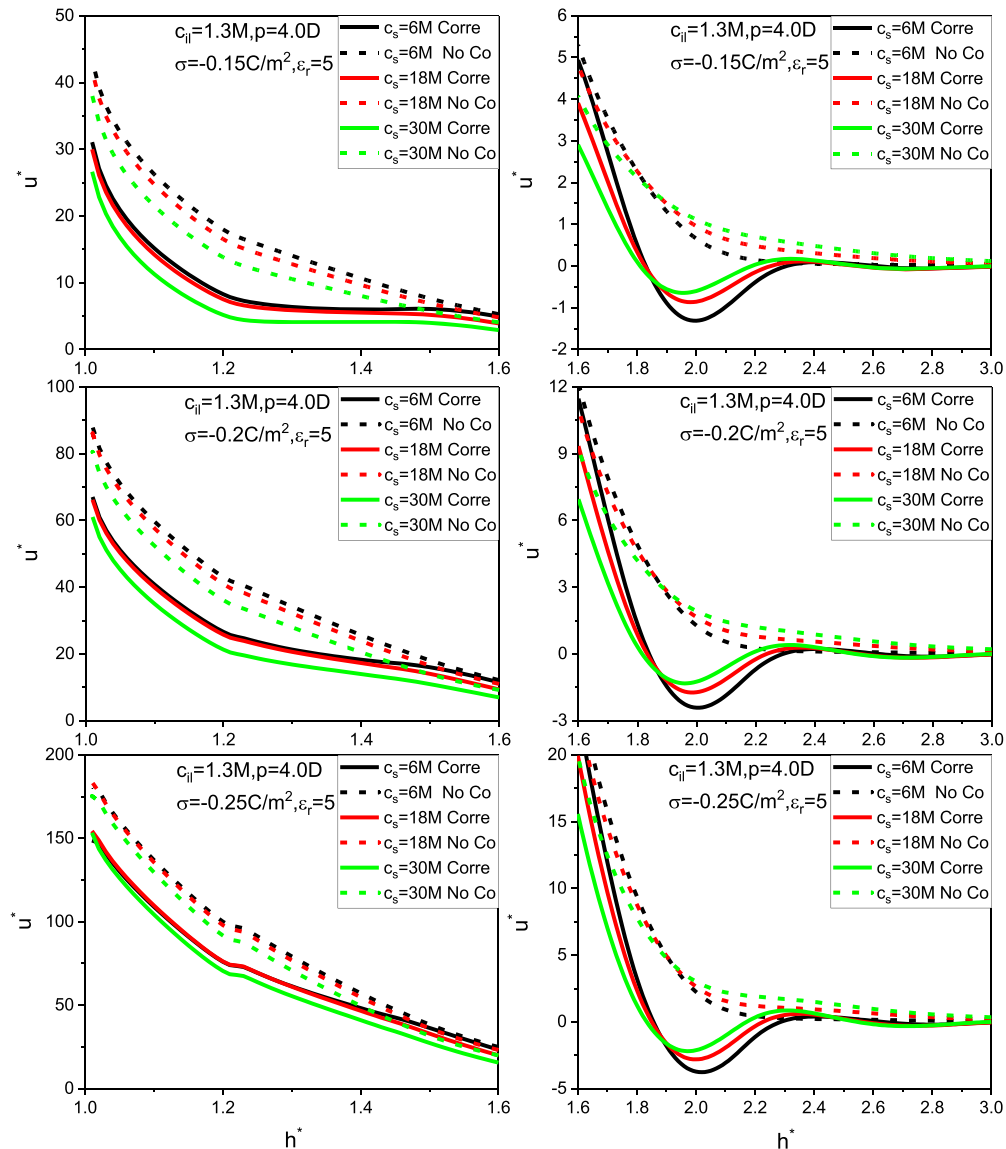 c_il=1.3M,p=4.0D
σ=-0.15C/m²,ε_r=5
c_s=6M Corre
c_s=6M No Co
c_s=18M Corre
c_s=18M No Co
c_s=30M Corre
c_s=30M No Co
50
40
30
20
10
0
u*
1.0
1.2
1.4
1.6
c_il=1.3M,p=4.0D
σ=-0.15C/m²,ε_r=5
c_s=6M Corre
c_s=6M No Co
c_s=18M Corre
c_s=18M No Co
c_s=30M Corre
c_s=30M No Co
6
5
4
3
2
1
0
-1
-2
u*
1.6
1.8
2.0
2.2
2.4
2.6
2.8
3.0
c_il=1.3M,p=4.0D
σ=-0.2C/m²,ε_r=5
c_s=6M Corre
c_s=6M No Co
c_s=18M Corre
c_s=18M No Co
c_s=30M Corre
c_s=30M No Co
100
80
60
40
20
0
u*
1.0
1.2
1.4
1.6
c_il=1.3M,p=4.0D
σ=-0.2C/m²,ε_r=5
c_s=6M Corre
c_s=6M No Co
c_s=18M Corre
c_s=18M No Co
c_s=30M Corre
c_s=30M No Co
12
9
6
3
0
-3
u*
1.6
1.8
2.0
2.2
2.4
2.6
2.8
3.0
c_il=1.3M,p=4.0D
σ=-0.25C/m²,ε_r=5
c_s=6M Corre
c_s=6M No Co
c_s=18M Corre
c_s=18M No Co
c_s=30M Corre
c_s=30M No Co
200
150
100
50
0
u*
1.0
1.2
1.4
1.6
h*
c_il=1.3M,p=4.0D
σ=-0.25C/m²,ε_r=5
c_s=6M Corre
c_s=6M No Co
c_s=18M Corre
c_s=18M No Co
c_s=30M Corre
c_s=30M No Co
20
15
10
5
0
-5
u*
1.6
1.8
2.0
2.2
2.4
2.6
2.8
3.0
h*